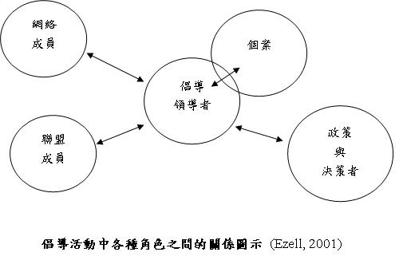 網絡
成員
個案
倡導
領導者
聯盟
成員
政策
與
決策者
倡導活動中各種角色之間的關係圖示 (Ezell, 2001)